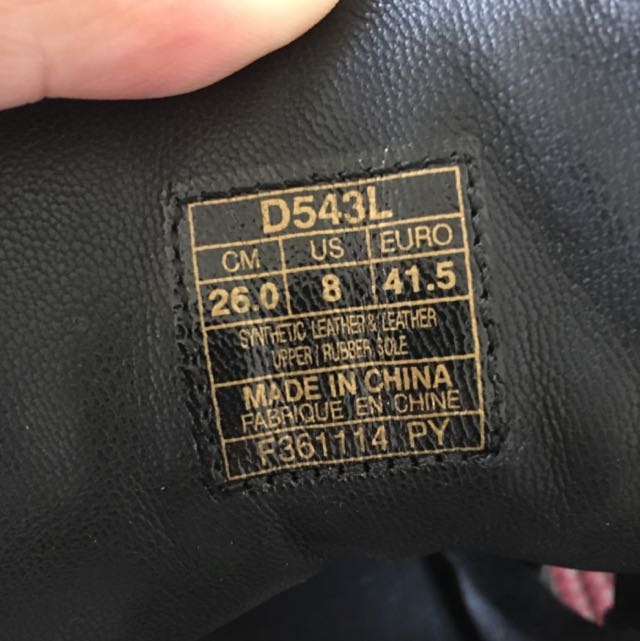 D543L
CM US EURO
26.0 8 41.5
SYNTHETIC LEATHER & LEATHER
UPPER / RUBBER SOLE
MADE IN CHINA
FABRIQUE EN CHINE
F361114 PY